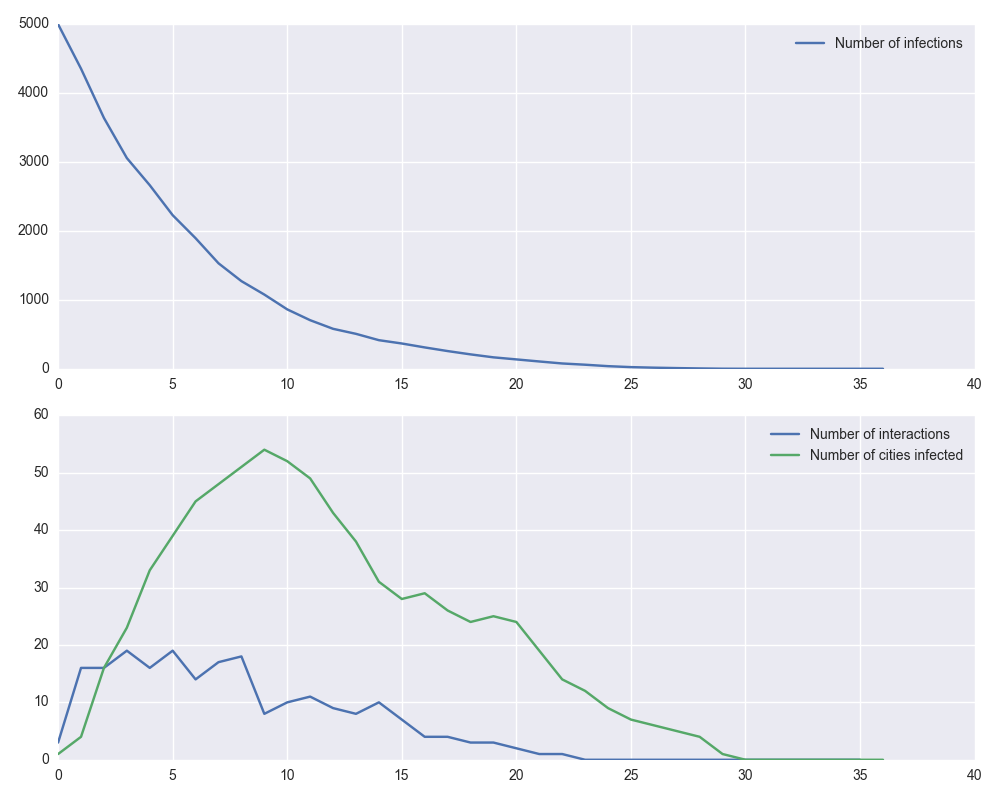 5000
Number of infections
4000
3000
2000
1000
0
0 5 10 15 20 25 30 35 40
60
Number of interactions
Number of cities infected
50
40
30
20
10
0
0 5 10 15 20 25 30 35 40